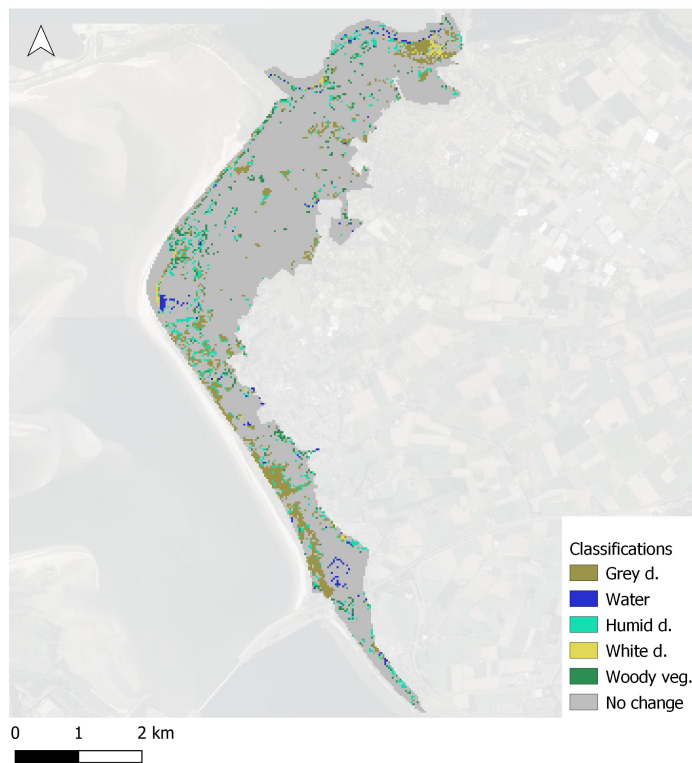 Classifications
Grey d.
Water
Humid d.
White d.
Woody veg.
No change
0 1 2 km